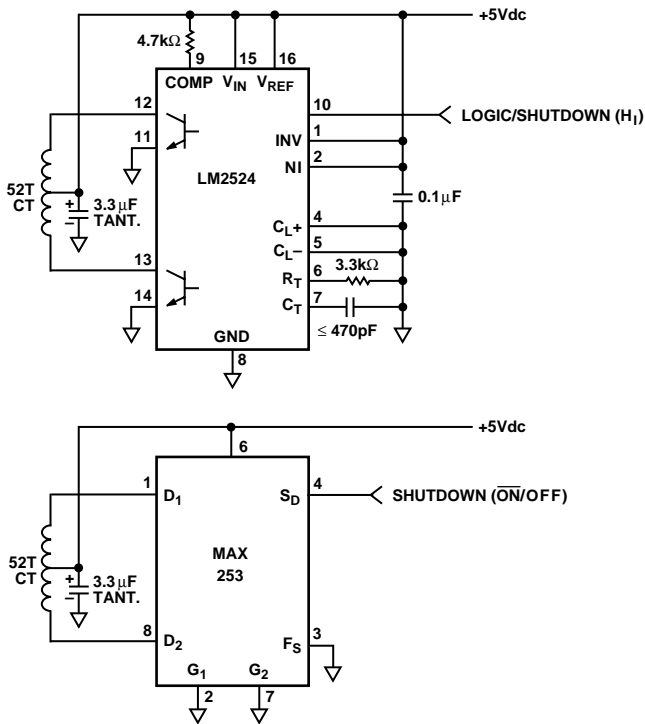 +5Vdc
4.7kΩ
9
15
16
COMP
V_IN
V_REF
12
11
10
LOGIC/SHUTDOWN (H_I)
INV
1
NI
2
LM2524
52T
CT
+
−
3.3μF
TANT.
0.1μF
C_L+
4
C_L−
5
13
14
R_T
6
3.3kΩ
C_T
7
≤ 470pF
GND
8
+5Vdc
6
1
D_1
S_D
4
SHUTDOWN (O̅N̅/OFF)
MAX
253
52T
CT
+
−
3.3μF
TANT.
8
D_2
F_S
3
G_1
G_2
2
7